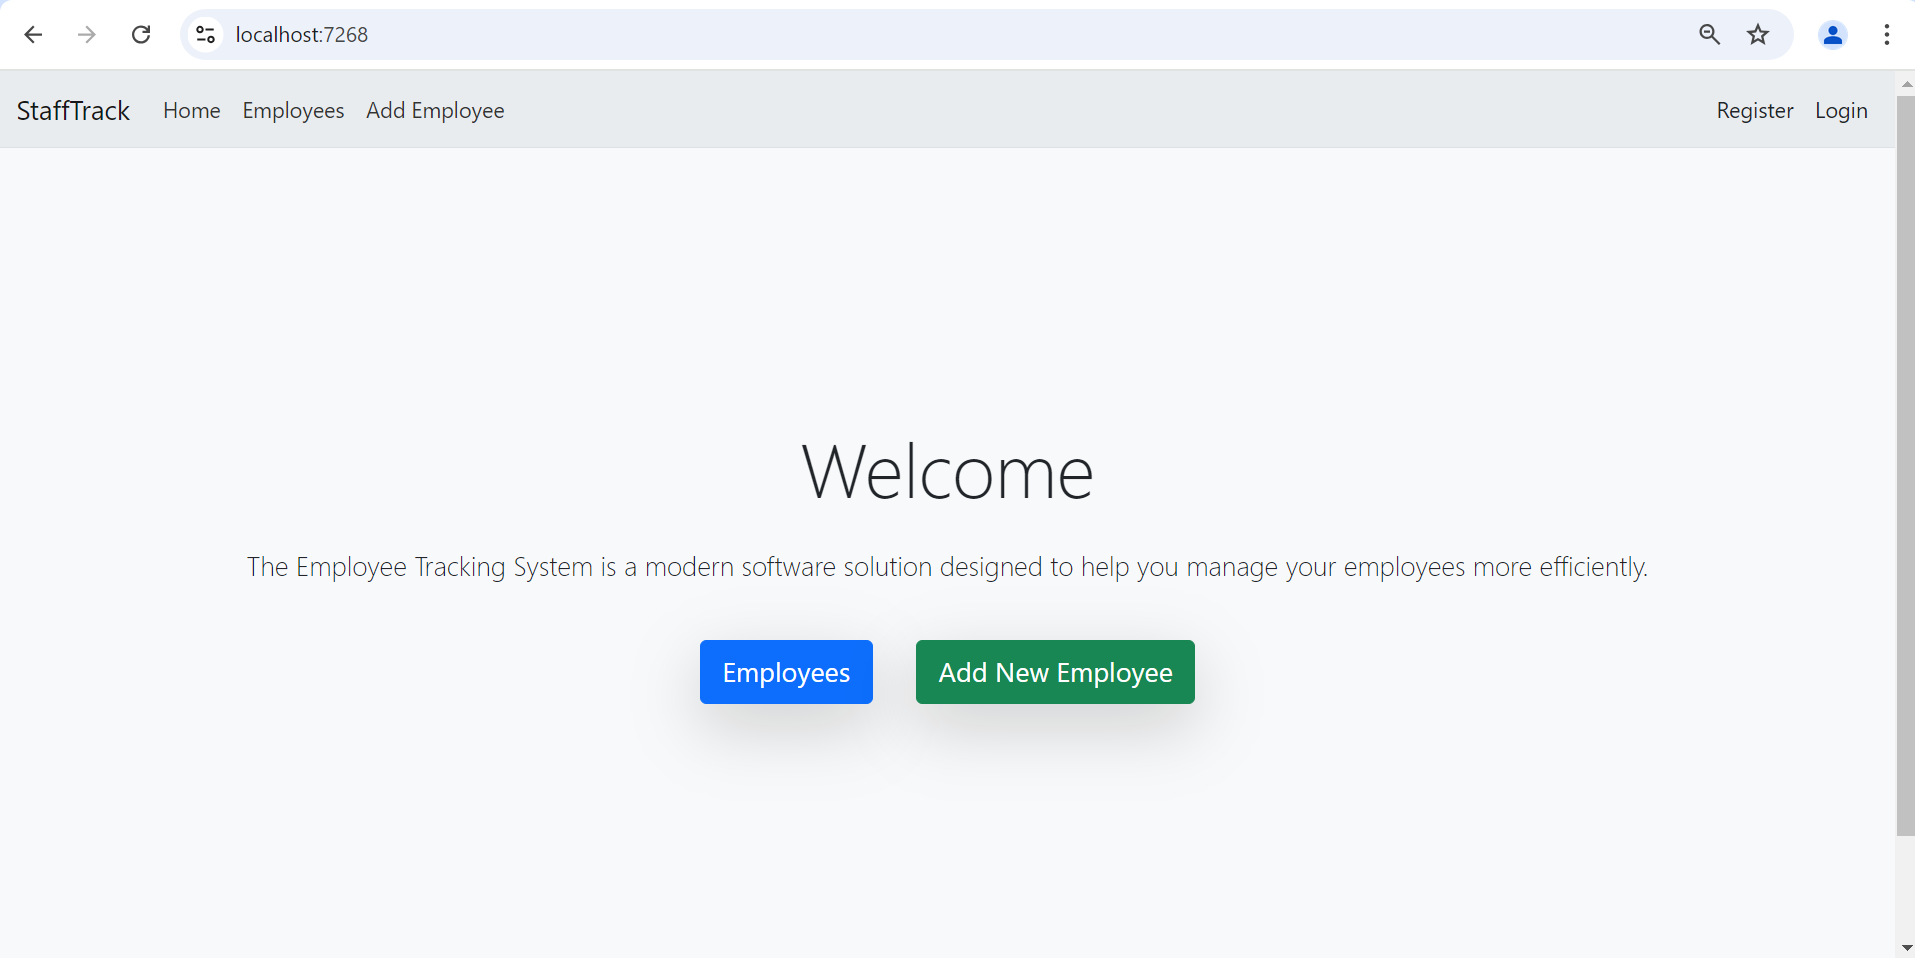 localhost:7268
StaffTrack Home Employees Add Employee Register Login
Welcome
The Employee Tracking System is a modern software solution designed to help you manage your employees more efficiently.
Employees Add New Employee